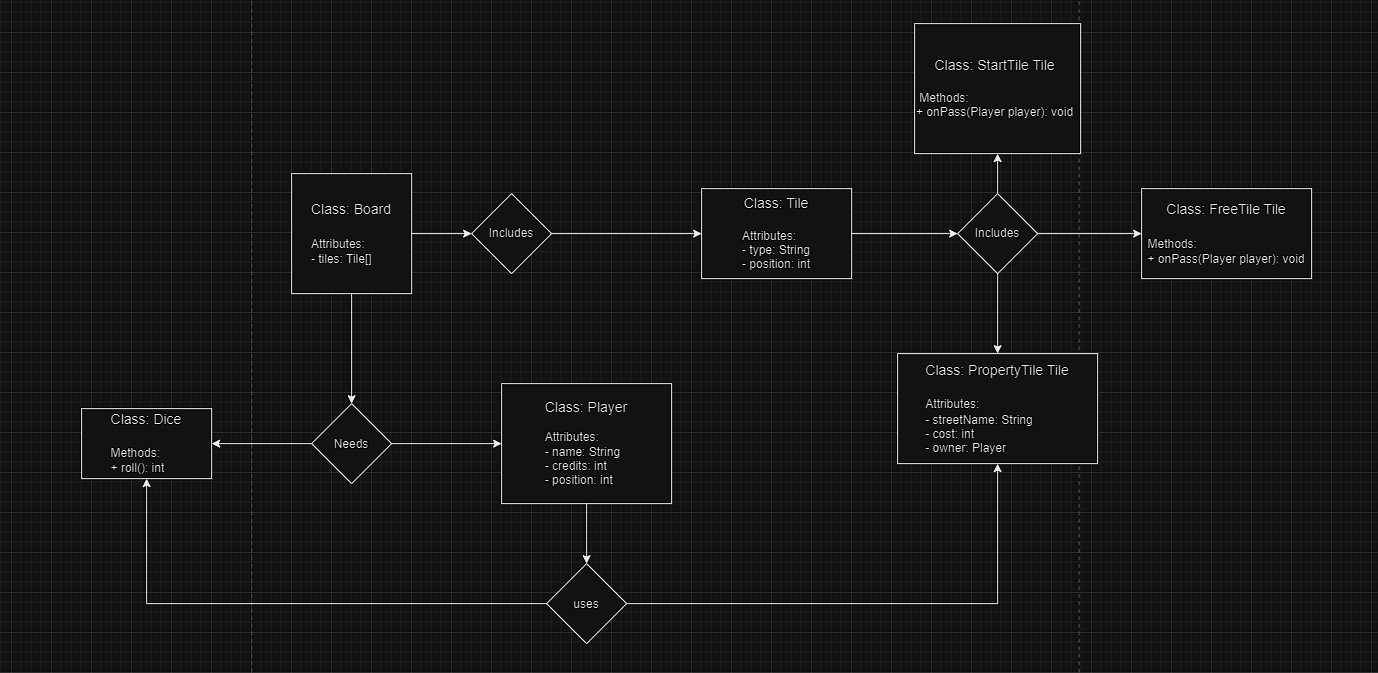 Class: StartTile Tile
Methods:
+ onPass(Player player): void
Class: Board
Attributes:
- tiles: Tile[]
Includes
Class: Tile
Attributes:
- type: String
- position: int
Includes
Class: FreeTile Tile
Methods:
+ onPass(Player player): void
Class: PropertyTile Tile
Attributes:
- streetName: String
- cost: int
- owner: Player
Class: Dice
Methods:
+ roll(): int
Needs
Class: Player
Attributes:
- name: String
- credits: int
- position: int
uses